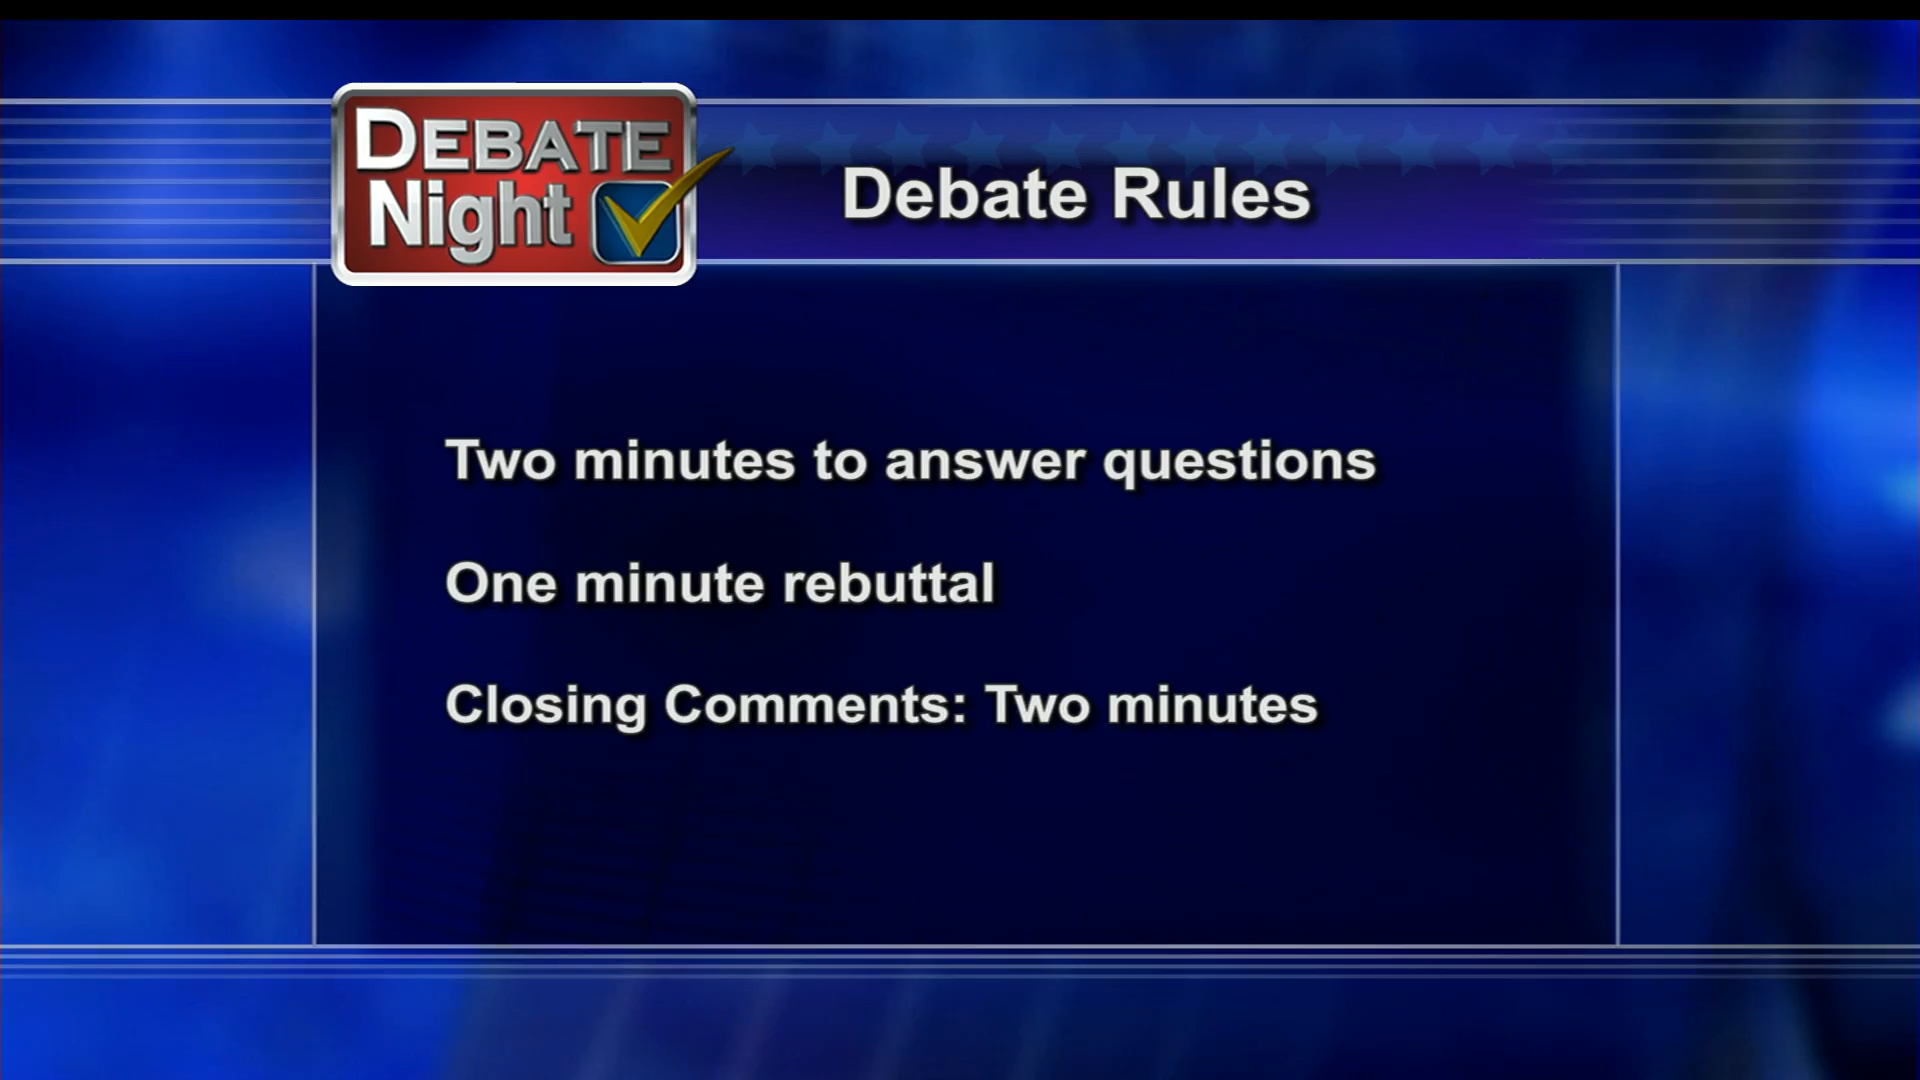 DEBATE
Night
Debate Rules
Two minutes to answer questions
One minute rebuttal
Closing Comments: Two minutes